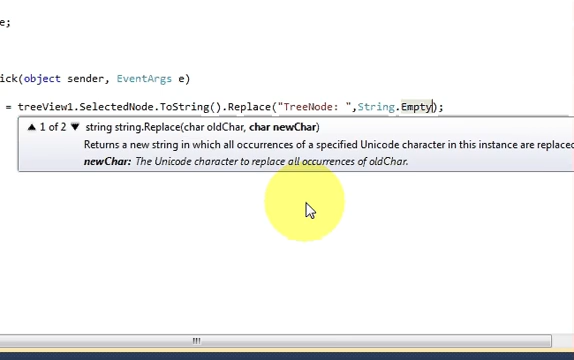 e;
ick(object sender, EventArgs e)
= treeView1.SelectedNode.ToString().Replace("TreeNode: ",String.Empty);
▲ 1 of 2 ▼ string string.Replace(char oldChar, char newChar)
Returns a new string in which all occurrences of a specified Unicode character in this instance are replaced
newChar: The Unicode character to replace all occurrences of oldChar.